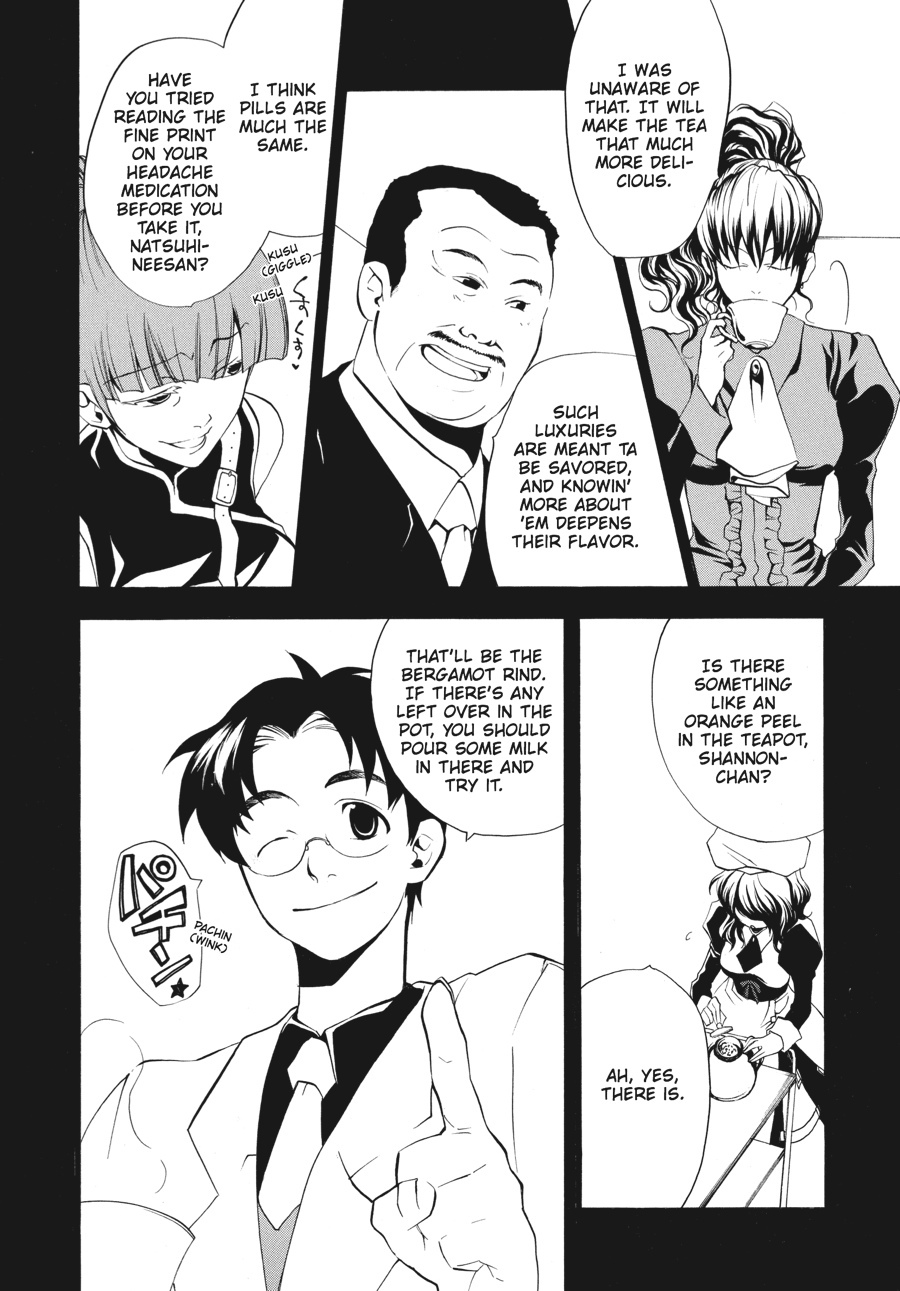 I WAS
UNAWARE OF
THAT. IT WILL
MAKE THE TEA
THAT MUCH
MORE DELI-
CIOUS.
SUCH
LUXURIES
ARE MEANT TA
BE SAVORED,
AND KNOWIN'
MORE ABOUT
'EM DEEPENS
THEIR FLAVOR.
I THINK
PILLS ARE
MUCH THE
SAME.
HAVE
YOU TRIED
READING THE
FINE PRINT
ON YOUR
HEADACHE
MEDICATION
BEFORE YOU
TAKE IT,
NATSUHI-
NEESAN?
KUSU
(GIGGLE)
KUSU
くすくす
IS THERE
SOMETHING
LIKE AN
ORANGE PEEL
IN THE TEAPOT,
SHANNON-
CHAN?
AH, YES,
THERE IS.
THAT'LL BE THE
BERGAMOT RIND.
IF THERE'S ANY
LEFT OVER IN THE
POT, YOU SHOULD
POUR SOME MILK
IN THERE AND
TRY IT.
パチン
PACHIN
(WINK)